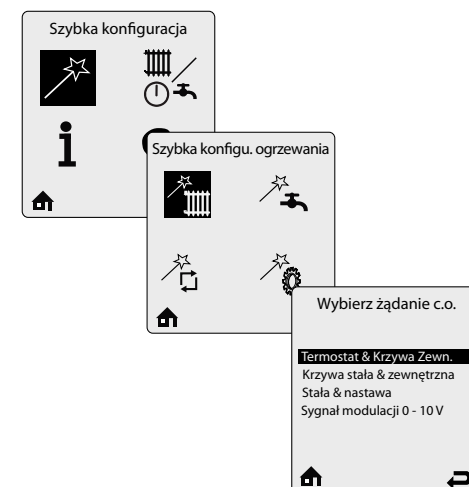 Szybka konfiguracja
Szybka konfigu. ogrzewania
Wybierz żądanie c.o.
Termostat & Krzywa Zewn.
Krzywa stała & zewnętrzna
Stała & nastawa
Sygnał modulacji 0 - 10 V